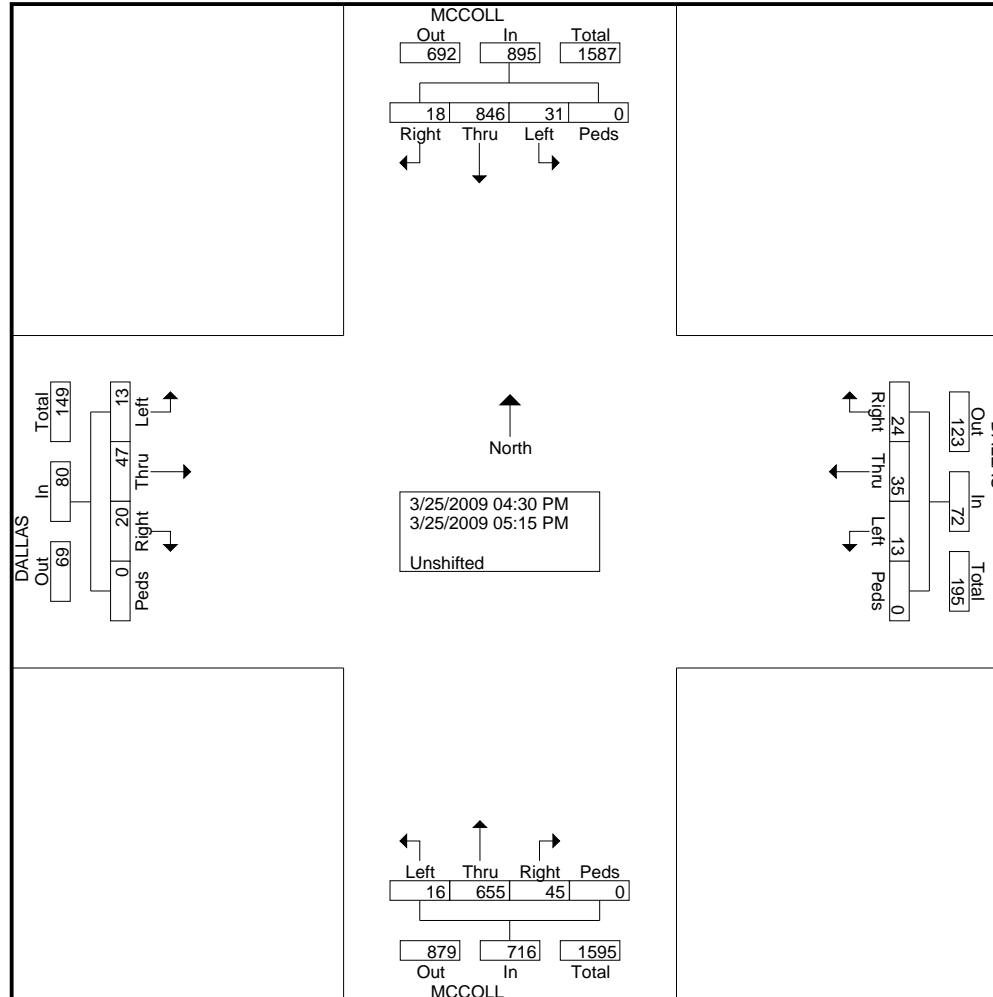 MCCOLL
Out In Total
692 895 1587
18 846 31 0
Right Thru Left Peds
DALLAS
Total In Out
149 80 69
13 47 20 0
Left Thru Right Peds
North
3/25/2009 04:30 PM
3/25/2009 05:15 PM
Unshifted
Right Thru Left Peds
24 35 13 0
Out In Total
123 72 195
Left Thru Right Peds
16 655 45 0
879 716 1595
Out In Total
MCCOLL